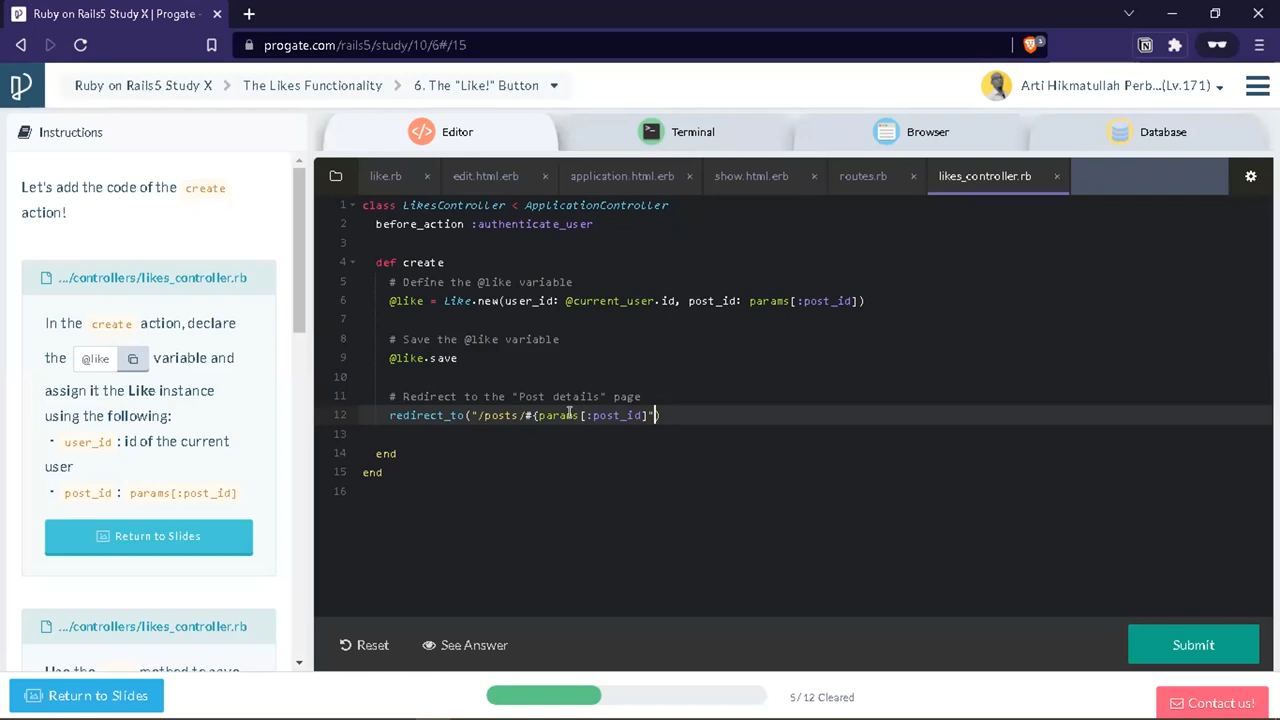 Ruby on Rails5 Study X | Progate -
progate.com/rails5/study/10/6#/15
Ruby on Rails5 Study X
The Likes Functionality
6. The "Like!" Button
Arti Hikmatullah Perb...(Lv.171)
Instructions
Editor
Terminal
Browser
Database
like.rb
edit.html.erb
application.html.erb
show.html.erb
routes.rb
likes_controller.rb
Let's add the code of the create
action!
.../controllers/likes_controller.rb
In the create action, declare
the @like variable and
assign it the Like instance
using the following:
· user_id : id of the current
user
· post_id : params[:post_id]
Return to Slides
.../controllers/likes_controller.rb
1 class LikesController < ApplicationController
2 before_action :authenticate_user
3
4 def create
5 # Define the @like variable
6 @like = Like.new(user_id: @current_user.id, post_id: params[:post_id])
7
8 # Save the @like variable
9 @like.save
10
11 # Redirect to the "Post details" page
12 redirect_to("/posts/#{params[:post_id]")
13
14 end
15 end
16
Reset
See Answer
Submit
Return to Slides
5/12 Cleared
Contact us!